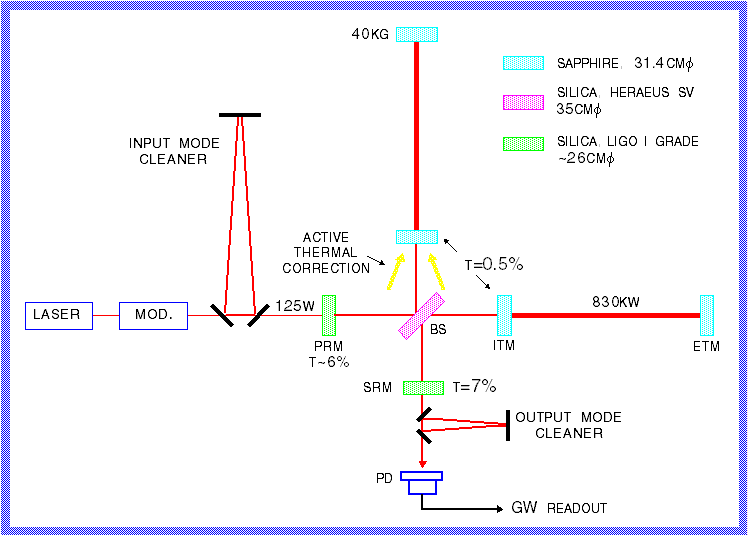 40KG
SAPPHIRE, 31.4CMϕ
SILICA, HERAEUS SV
35CMϕ
SILICA, LIGO I GRADE
~26CMϕ
INPUT MODE
CLEANER
ACTIVE
THERMAL
CORRECTION
T=0.5%
LASER
MOD.
125W
830KW
PRM
T~6%
BS
ITM
ETM
SRM
T=7%
OUTPUT MODE
CLEANER
PD
GW READOUT